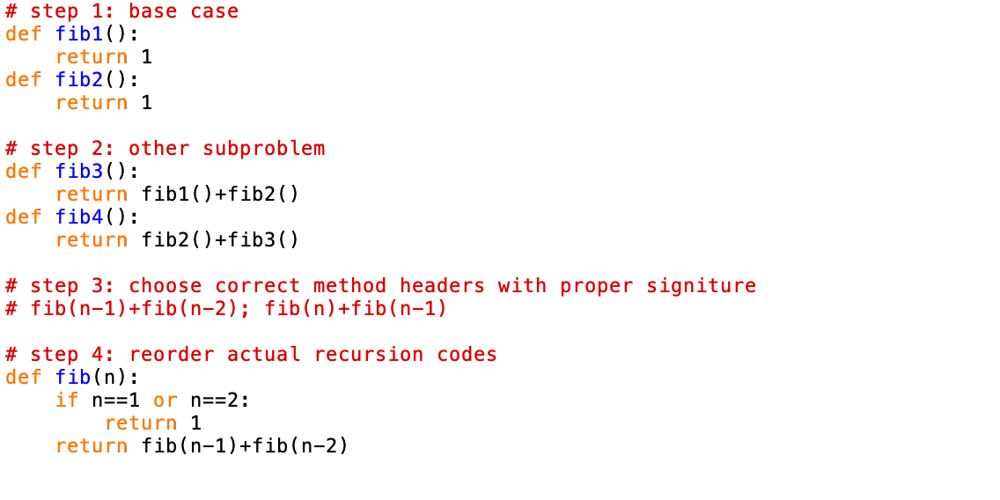 # step 1: base case
def fib1():
    return 1
def fib2():
    return 1

# step 2: other subproblem
def fib3():
    return fib1()+fib2()
def fib4():
    return fib2()+fib3()

# step 3: choose correct method headers with proper signiture
# fib(n-1)+fib(n-2); fib(n)+fib(n-1)

# step 4: reorder actual recursion codes
def fib(n):
    if n==1 or n==2:
        return 1
    return fib(n-1)+fib(n-2)